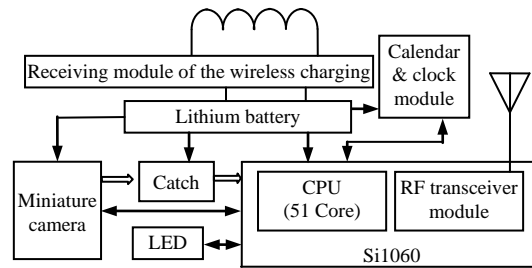 Receiving module of the wireless charging
Calendar
& clock
module
Lithium battery
Miniature
camera
Catch
CPU
(51 Core)
RF transceiver
module
LED
Si1060